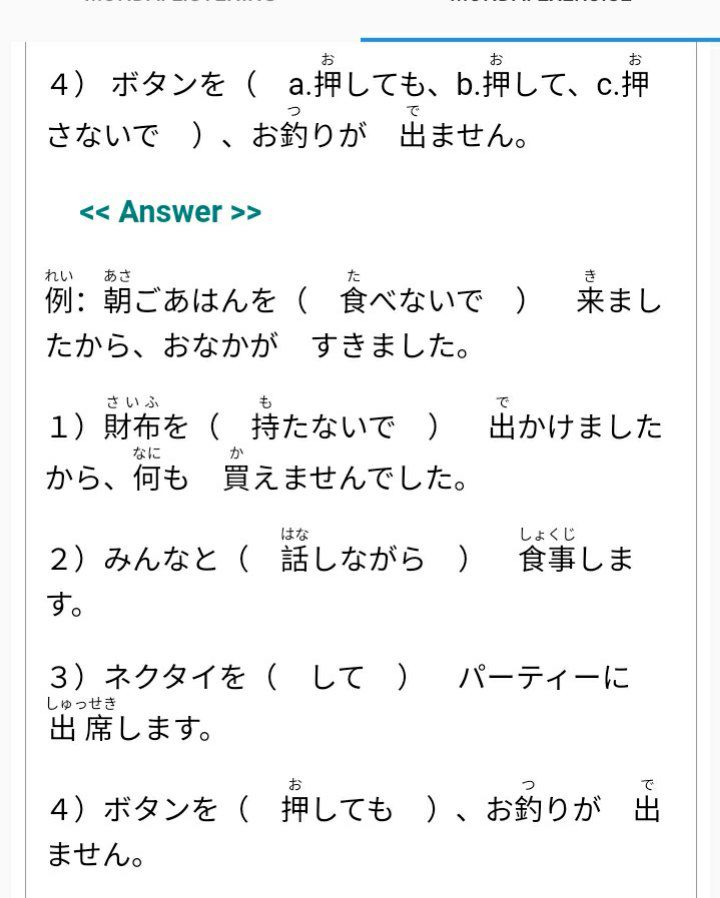 4） ボタンを（ a.押しても、b.押して、c.押
さないで ）、お釣りが 出ません。
<< Answer >>
例：朝ごあはんを（ 食べないで ） 来まし
たから、おなかが すきました。
1）財布を（ 持たないで ） 出かけました
から、何も 買えませんでした。
2）みんなと（ 話しながら ） 食事しま
す。
3）ネクタイを（ して ） パーティーに
出席します。
4）ボタンを（ 押しても ）、お釣りが 出
ません。